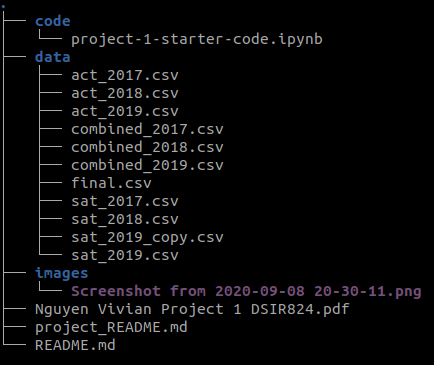 .
code
project-1-starter-code.ipynb
data
act_2017.csv
act_2018.csv
act_2019.csv
combined_2017.csv
combined_2018.csv
combined_2019.csv
final.csv
sat_2017.csv
sat_2018.csv
sat_2019_copy.csv
sat_2019.csv
images
Screenshot from 2020-09-08 20-30-11.png
Nguyen Vivian Project 1 DSIR824.pdf
project_README.md
README.md